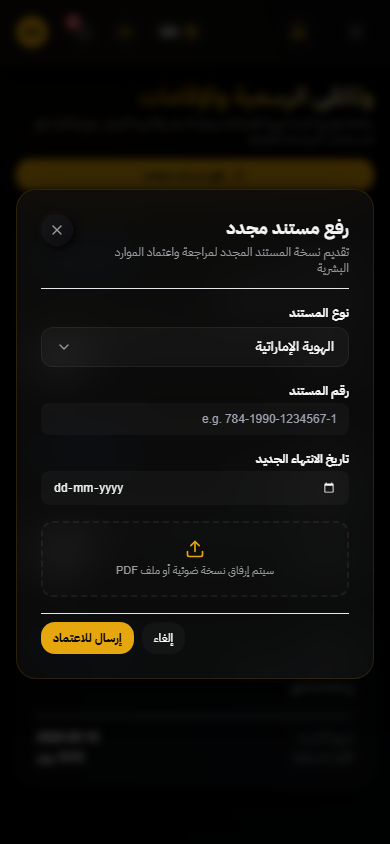 رفع مستند مجدد
تقديم نسخة المستند المجدد لمراجعة واعتماد الموارد
البشرية
نوع المستند
الهوية الإماراتية
رقم المستند
e.g. 784-1990-1234567-1
تاريخ الانتهاء الجديد
dd-mm-yyyy
سيتم إرفاق نسخة ضوئية أو ملف PDF
إلغاء
إرسال للاعتماد